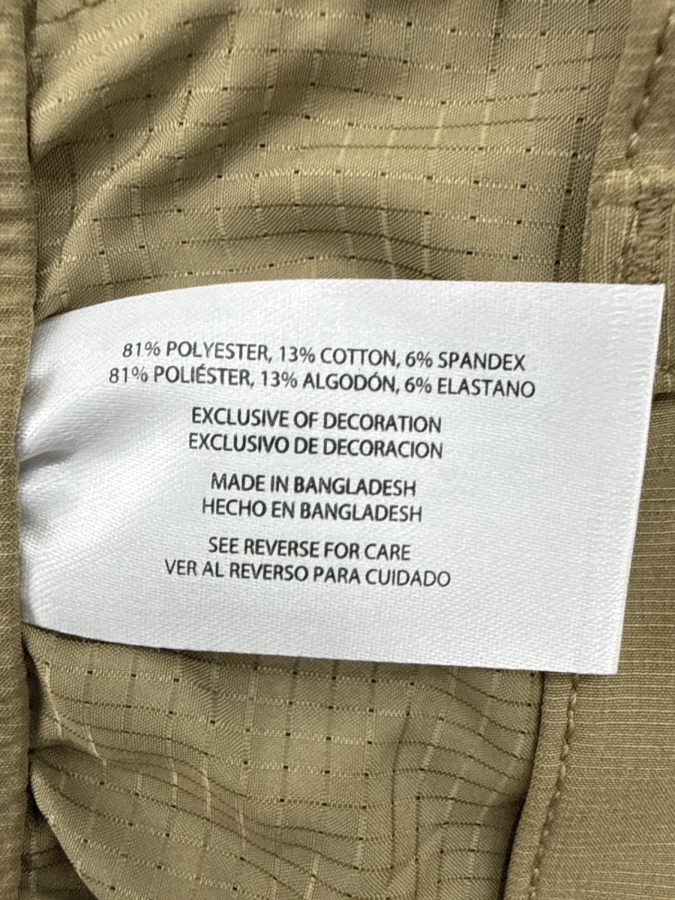 81% POLYESTER, 13% COTTON, 6% SPANDEX
81% POLIÉSTER, 13% ALGODÓN, 6% ELASTANO
EXCLUSIVE OF DECORATION
EXCLUSIVO DE DECORACION
MADE IN BANGLADESH
HECHO EN BANGLADESH
SEE REVERSE FOR CARE
VER AL REVERSO PARA CUIDADO